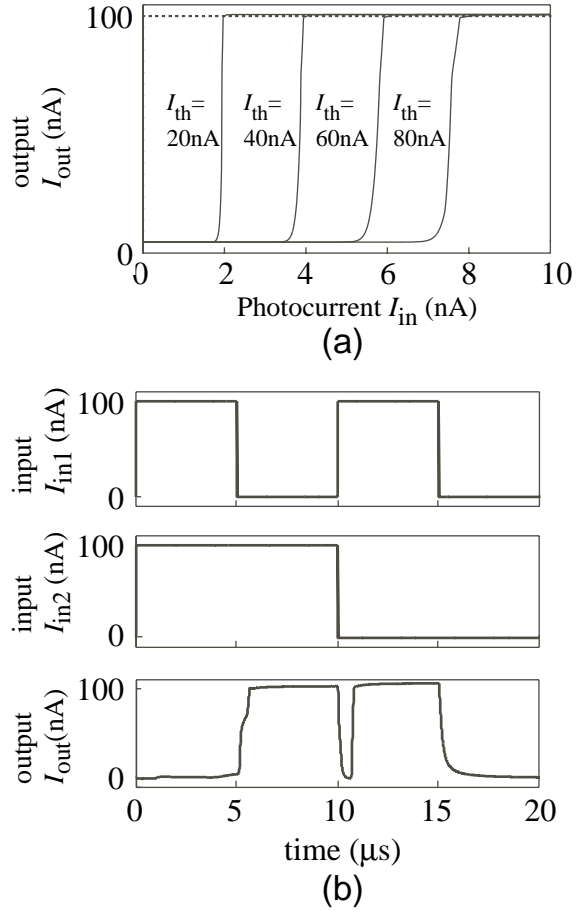 100
output
I_out (nA)
I_th= I_th= I_th= I_th=
20nA 40nA 60nA 80nA
0
0 2 4 6 8 10
Photocurrent I_in (nA)
(a)
input
I_in1 (nA)
100
0
input
I_in2 (nA)
100
0
output
I_out(nA)
100
0
0 5 10 15 20
time (μs)
(b)